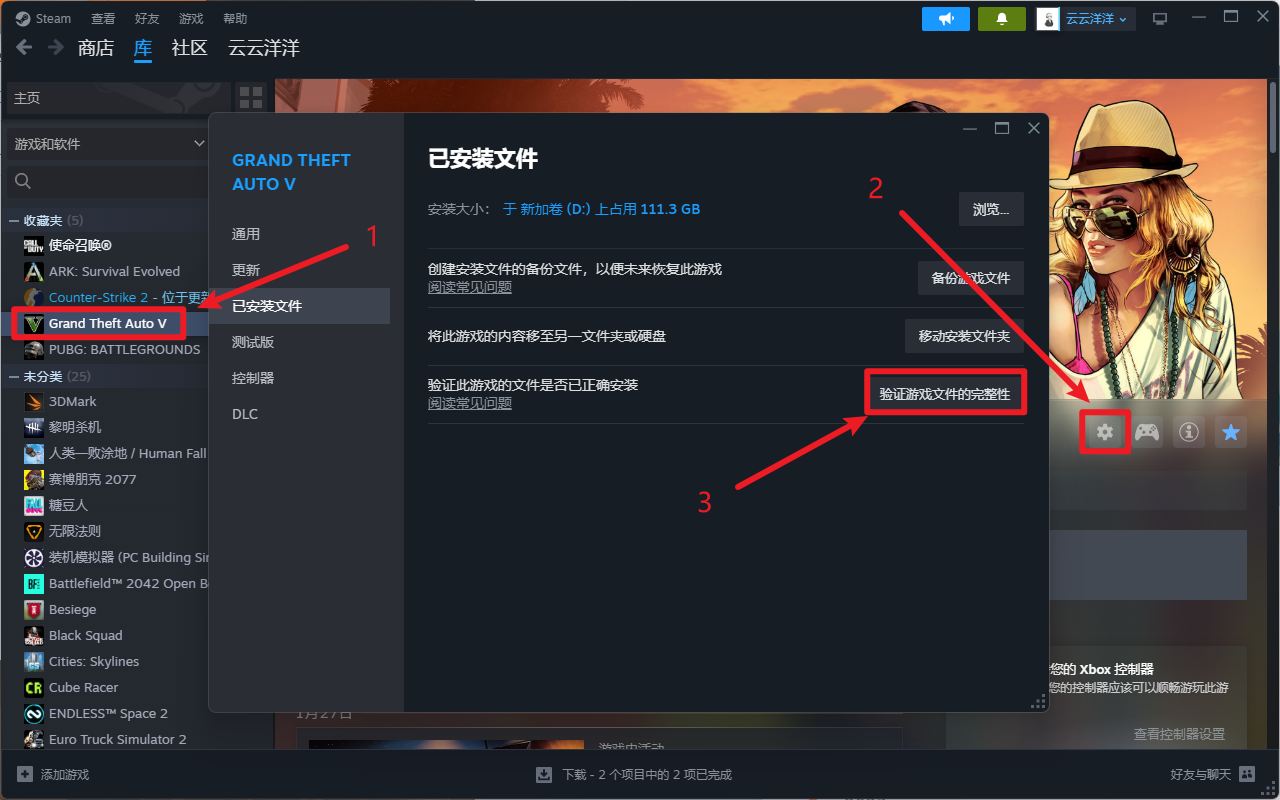 Steam 查看 好友 游戏 帮助
云云洋洋
商店 库 社区 云云洋洋
主页
游戏和软件
收藏夹 (5)
使命召唤®
ARK: Survival Evolved
Counter-Strike 2 - 位于更新
Grand Theft Auto V
PUBG: BATTLEGROUNDS
未分类 (25)
3DMark
黎明杀机
人类一败涂地 / Human Fall
赛博朋克 2077
糖豆人
无限法则
装机模拟器 (PC Building Sim
Battlefield™ 2042 Open B
Besiege
Black Squad
Cities: Skylines
Cube Racer
ENDLESS™ Space 2
Euro Truck Simulator 2
GRAND THEFT
AUTO V
通用
更新
已安装文件
测试版
控制器
DLC
已安装文件
安装大小： 于 新加卷 (D:) 上占用 111.3 GB
浏览...
创建安装文件的备份文件，以便未来恢复此游戏
阅读常见问题
备份游戏文件
将此游戏的内容移至另一文件夹或硬盘
移动安装文件夹
验证此游戏的文件是否已正确安装
阅读常见问题
验证游戏文件的完整性
1
2
3
您的 Xbox 控制器
您的控制器应该可以顺畅游玩此游
查看控制器设置
1月27日
游戏内活动
添加游戏
下载 - 2 个项目中的 2 项已完成
好友与聊天